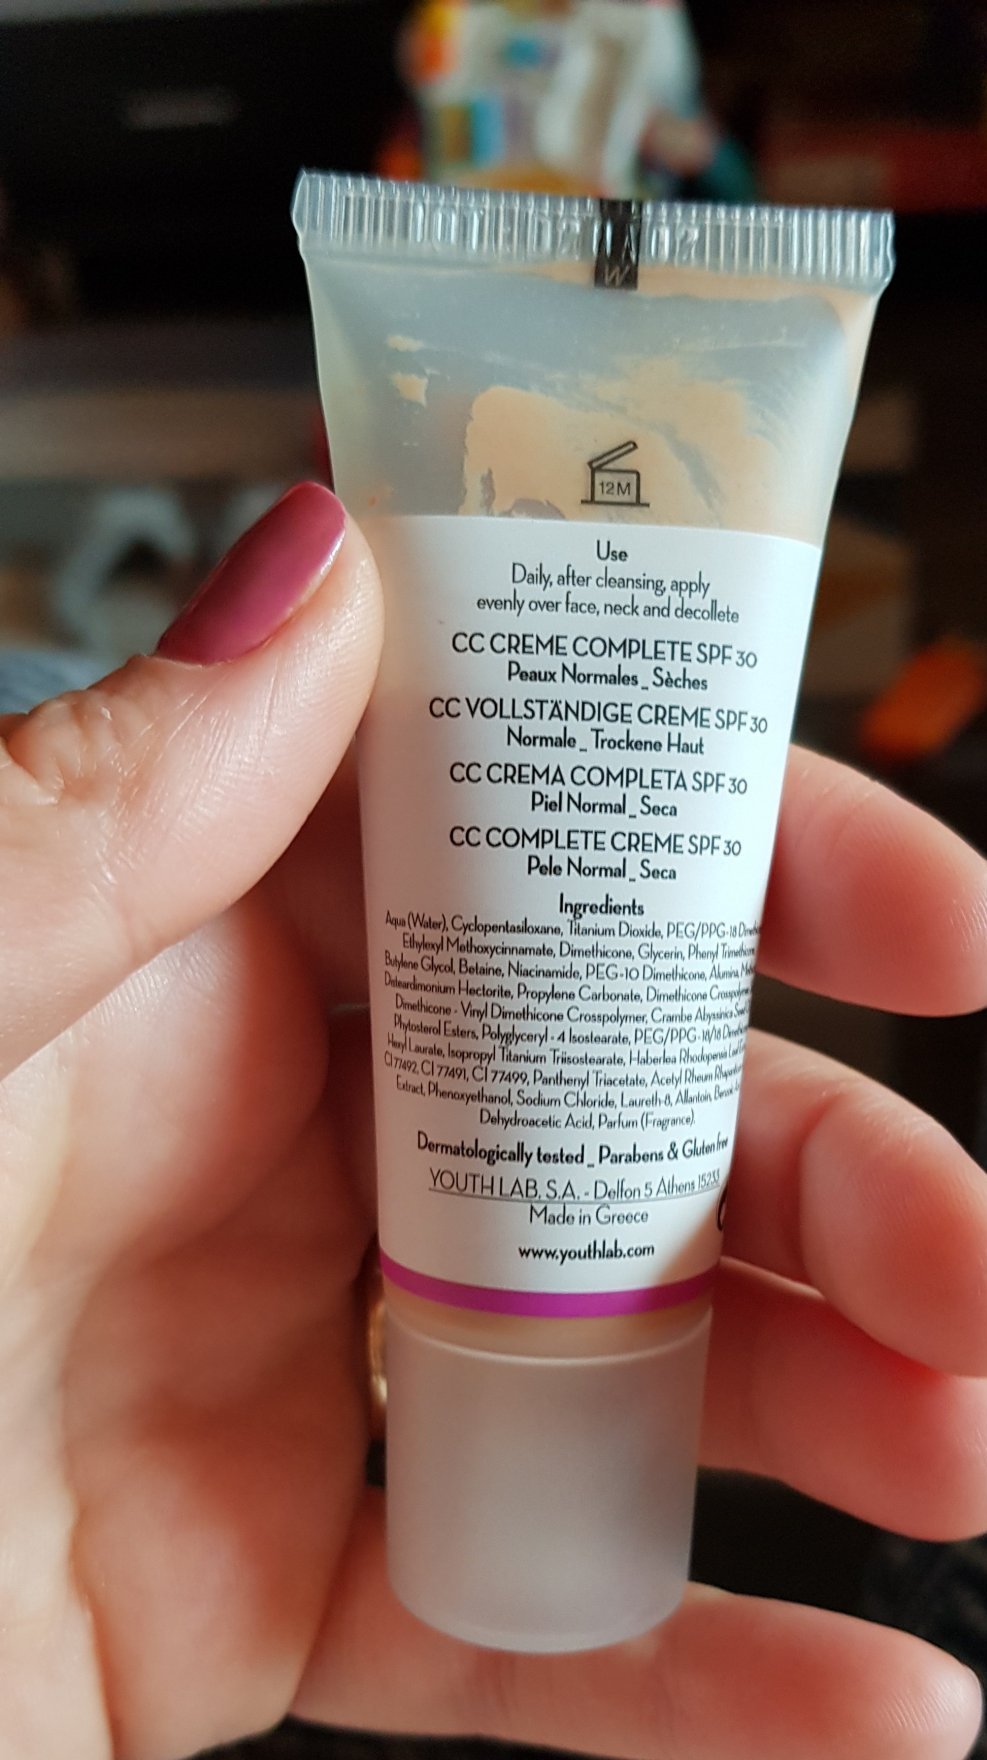 W
12M
Use
Daily, after cleansing, apply
evenly over face, neck and decollete
CC CREME COMPLETE SPF 30
Peaux Normales _ Sèches
CC VOLLSTÄNDIGE CREME SPF 30
Normale _ Trockene Haut
CC CREMA COMPLETA SPF 30
Piel Normal _ Seca
CC COMPLETE CREME SPF 30
Pele Normal _ Seca
Ingredients
Aqua (Water), Cyclopentasiloxane, Titanium Dioxide, PEG/PPG-18
Ethylexyl Methoxycinnamate, Dimethicone, Glycerin, Phenyl
Butylene Glycol, Betaine, Niacinamide, PEG-10 Dimethicone, Alumina,
Disteardimonium Hectorite, Propylene Carbonate, Dimethicone
Dimethicone - Vinyl Dimethicone Crosspolymer, Crambe Abyssinica
Phytosterol Esters, Polyglyceryl - 4 Isostearate, PEG/PPG-18/18
Hexyl Laurate, Isopropyl Titanium Triisostearate, Haberlea Rhodopensis
CI 77492, CI 77491, CI 77499, Panthenyl Triacetate, Acetyl Rheum
Extract, Phenoxyethanol, Sodium Chloride, Laureth-8, Allantoin,
Dehydroacetic Acid, Parfum (Fragrance).
Dermatologically tested _ Parabens & Gluten free
YOUTH LAB, S.A. - Delfon 5 Athens 15233
Made in Greece
www.youthlab.com